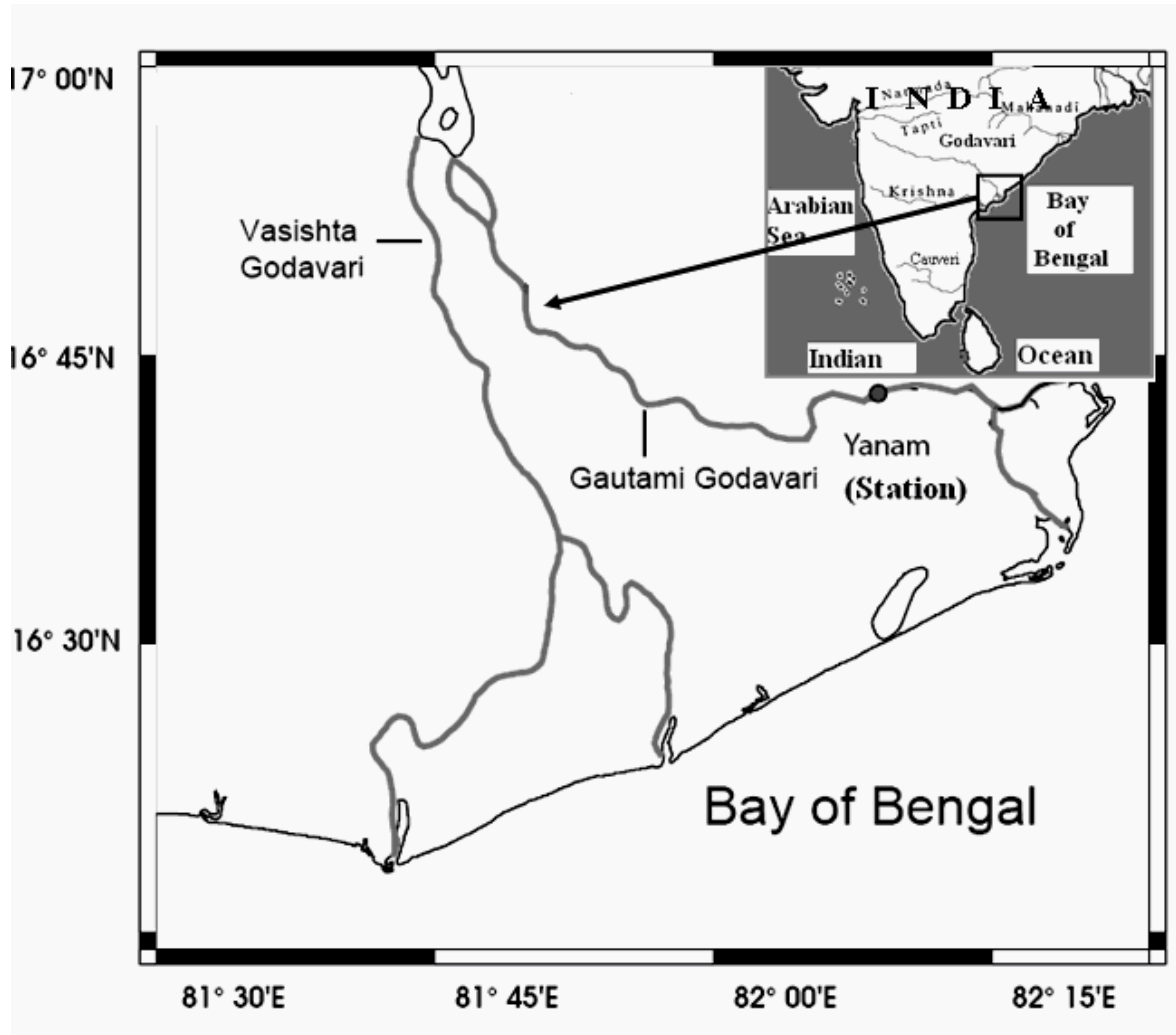 17° 00'N
I N D I A
Narmada
Mahanadi
Tapti
Godavari
Krishna
Arabian
Sea
Bay
of
Bengal
Cauveri
Indian
Ocean
Vasishta
Godavari
16° 45'N
Gautami Godavari
Yanam
(Station)
16° 30'N
Bay of Bengal
81° 30'E
81° 45'E
82° 00'E
82° 15'E